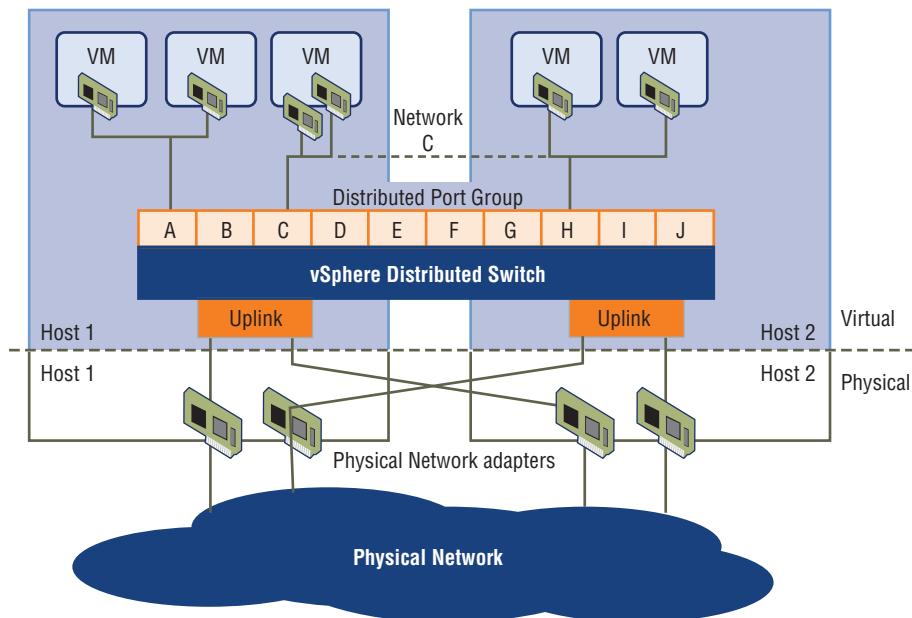 VM VM VM VM VM
Network
C
Distributed Port Group
A B C D E F G H I J
vSphere Distributed Switch
Uplink Uplink
Host 1 Host 2 Virtual
Host 1 Host 2 Physical
Physical Network adapters
Physical Network